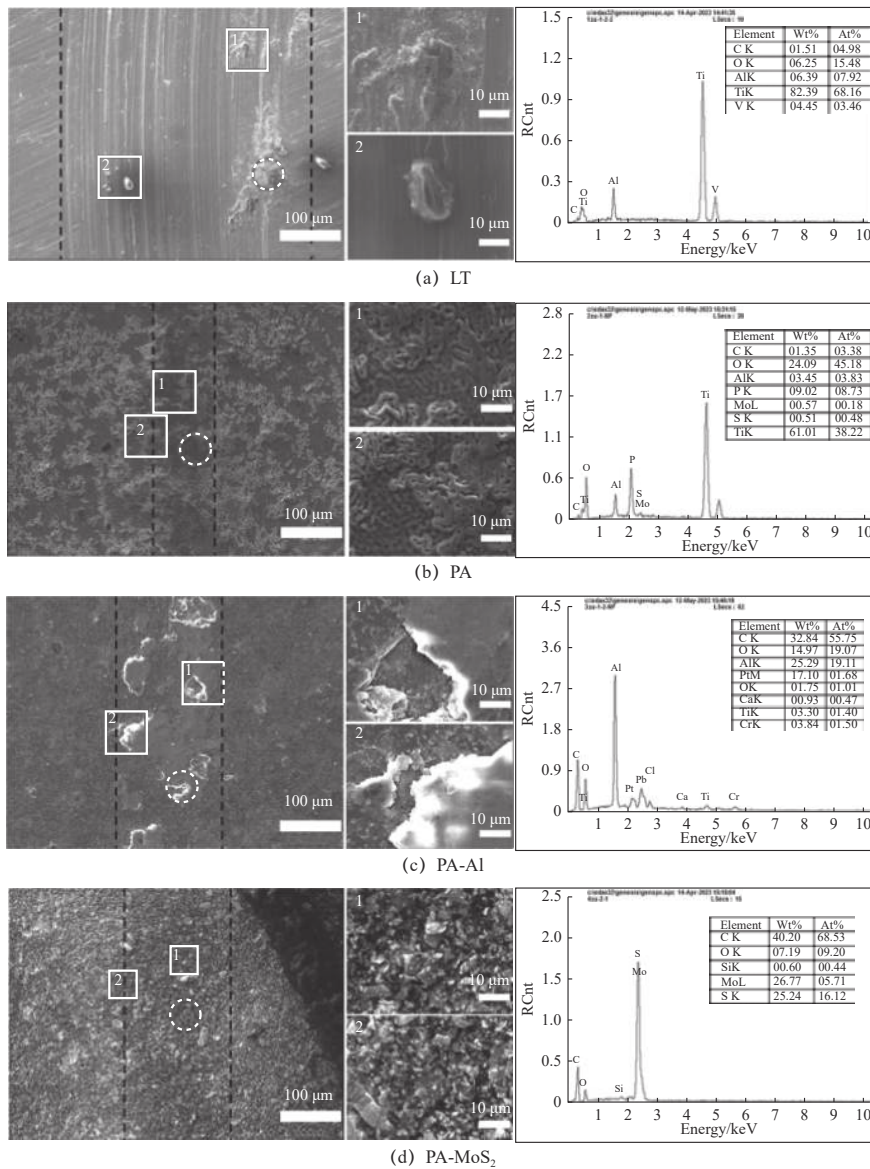 1
2
100 μm
1
10 μm
2
10 μm
Element Wt% At%
C K 01.51 04.98
O K 06.25 15.48
AlK 06.39 07.92
TiK 82.39 68.16
V K 04.45 03.46
RCnt
1.5
1.2
0.9
0.6
0.3
0
Ti
Al
V
O
Ti
C
1 2 3 4 5 6 7 8 9 10
Energy/keV
(a) LT
1
2
100 μm
1
10 μm
2
10 μm
Element Wt% At%
C K 01.35 03.38
O K 24.09 45.18
AlK 03.45 03.83
P K 09.02 08.73
MoL 00.57 00.18
S K 00.51 00.48
TiK 61.01 38.22
RCnt
2.8
2.2
1.7
1.1
0.6
0
Ti
O
P
Al
S
Mo
Ti
C
1 2 3 4 5 6 7 8 9 10
Energy/keV
(b) PA
1
2
100 μm
1
10 μm
2
10 μm
Element Wt% At%
C K 32.84 55.75
O K 14.97 19.07
AlK 25.29 19.11
PtM 17.10 01.68
OK 01.75 01.01
CaK 00.93 00.47
TiK 03.30 01.40
CrK 03.84 01.50
RCnt
4.5
3.6
2.7
1.8
0.9
0
Al
C
O
Ti
Pt
Pb
Cl
Ca
Ti
Cr
1 2 3 4 5 6 7 8 9 10
Energy/keV
(c) PA-Al
1
2
100 μm
1
10 μm
2
10 μm
Element Wt% At%
C K 40.20 68.53
O K 07.19 09.20
SiK 00.60 00.44
MoL 26.77 05.71
S K 25.24 16.12
RCnt
2.5
2.0
1.5
1.0
0.5
0
S
Mo
C
O
Si
1 2 3 4 5 6 7 8 9 10
Energy/keV
(d) PA-MoS₂